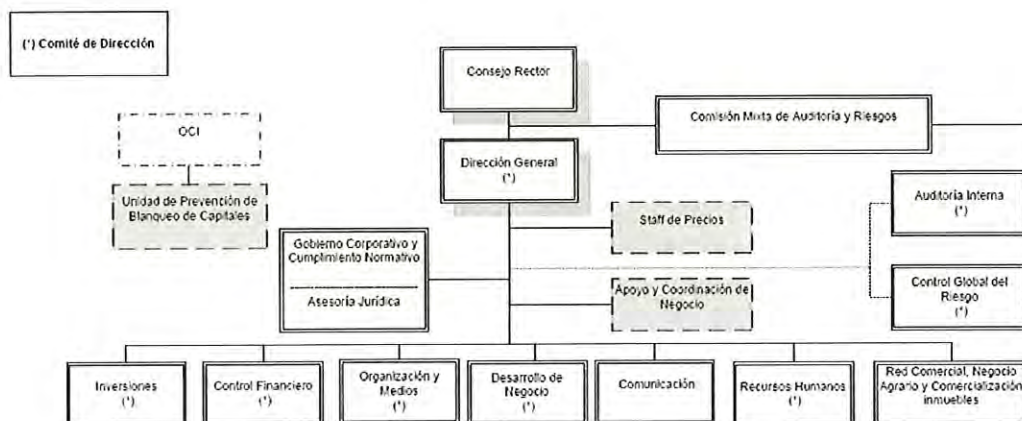 (*) Comité de Dirección
Consejo Rector
Comisión Mixta de Auditoría y Riesgos
OCI
Dirección General
(*)
Unidad de Prevención de
Blanqueo de Capitales
Auditoría Interna
(*)
Staff de Precios
Gobierno Corporativo y
Cumplimiento Normativo
Asesoría Jurídica
Apoyo y Coordinación de
Negocio
Control Global del
Riesgo
(*)
Inversiones
(*)
Control Financiero
(*)
Organización y
Medios
(*)
Desarrollo de
Negocio
(*)
Comunicación
Recursos Humanos
(*)
Red Comercial, Negocio
Agrario y Comercialización
inmuebles